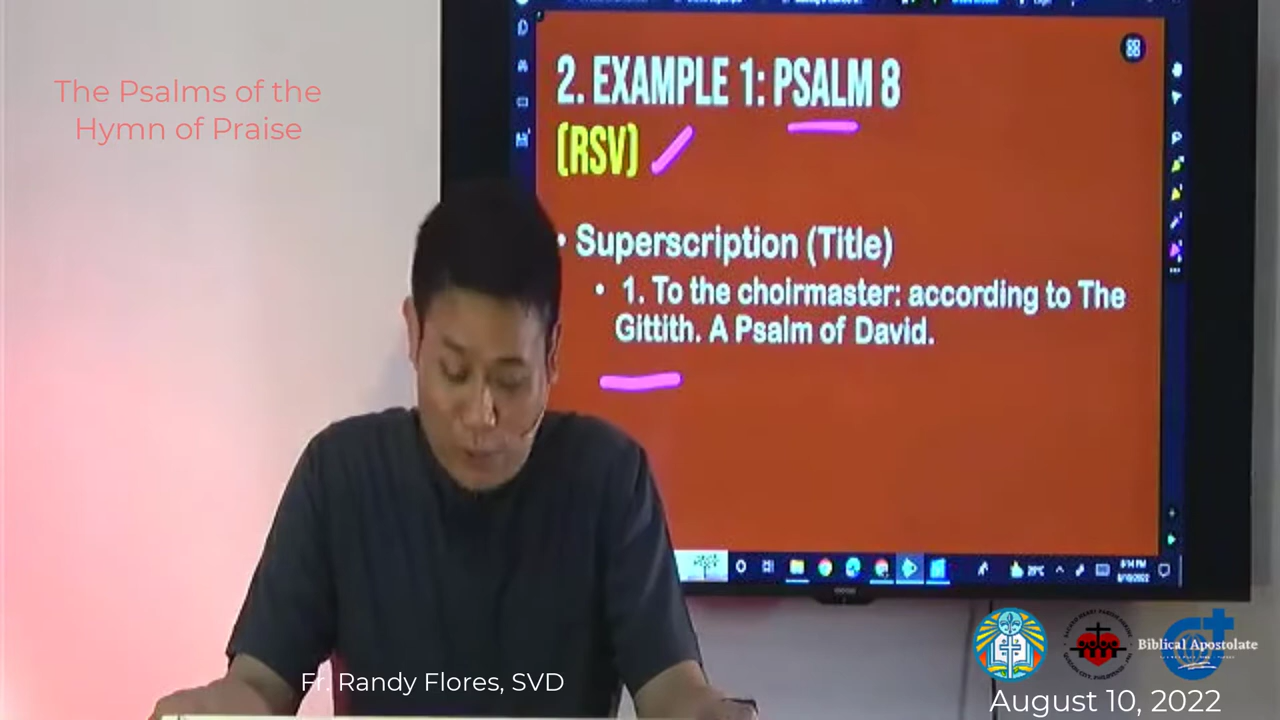 The Psalms of the
Hymn of Praise
2. EXAMPLE 1: PSALM 8
(RSV)
• Superscription (Title)
• 1. To the choirmaster: according to The
Gittith. A Psalm of David.
Fr. Randy Flores, SVD
Biblical Apostolate
August 10, 2022